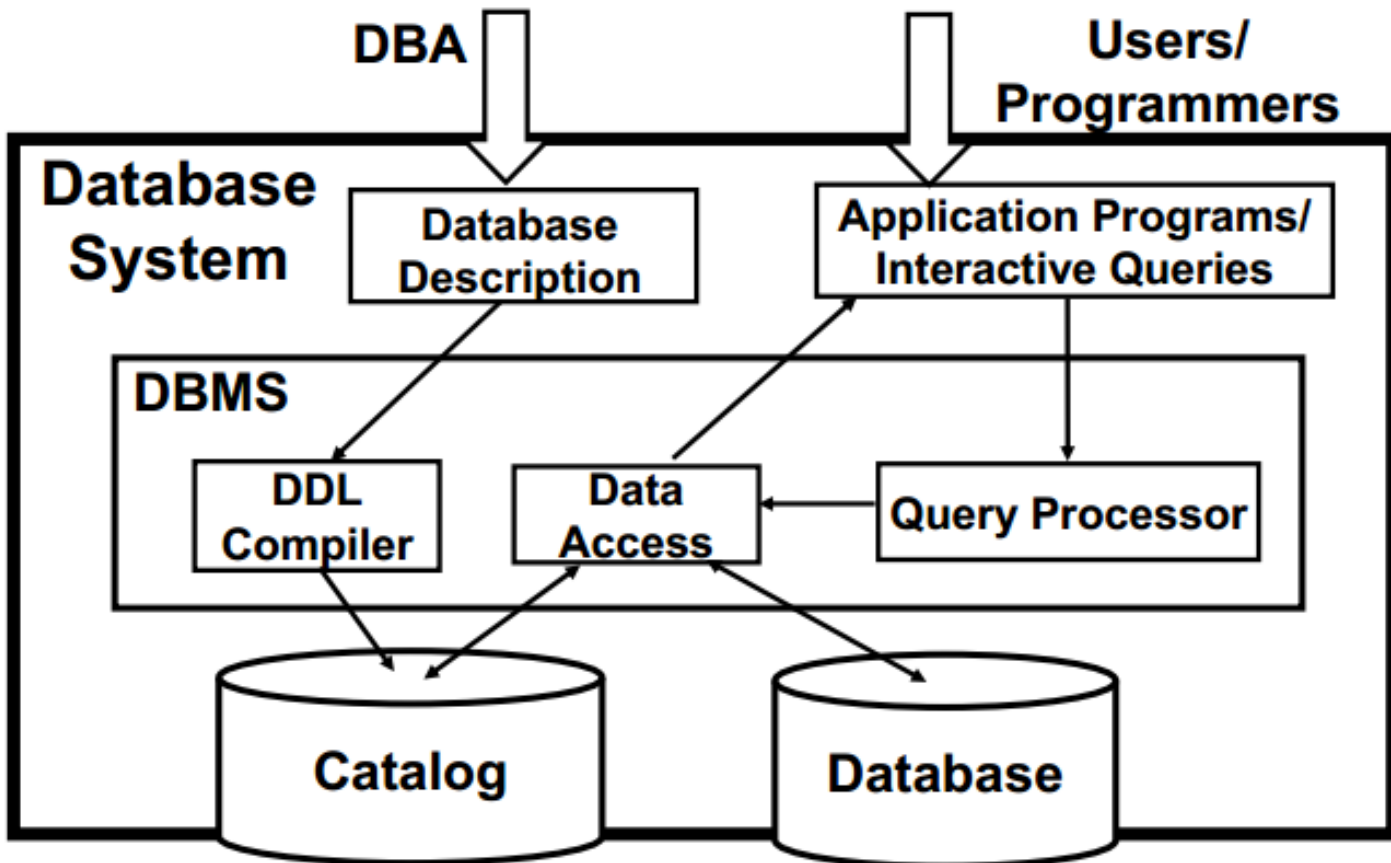 DBA
Users/
Programmers
Database
System
Database
Description
Application Programs/
Interactive Queries
DBMS
DDL
Compiler
Data
Access
Query Processor
Catalog
Database